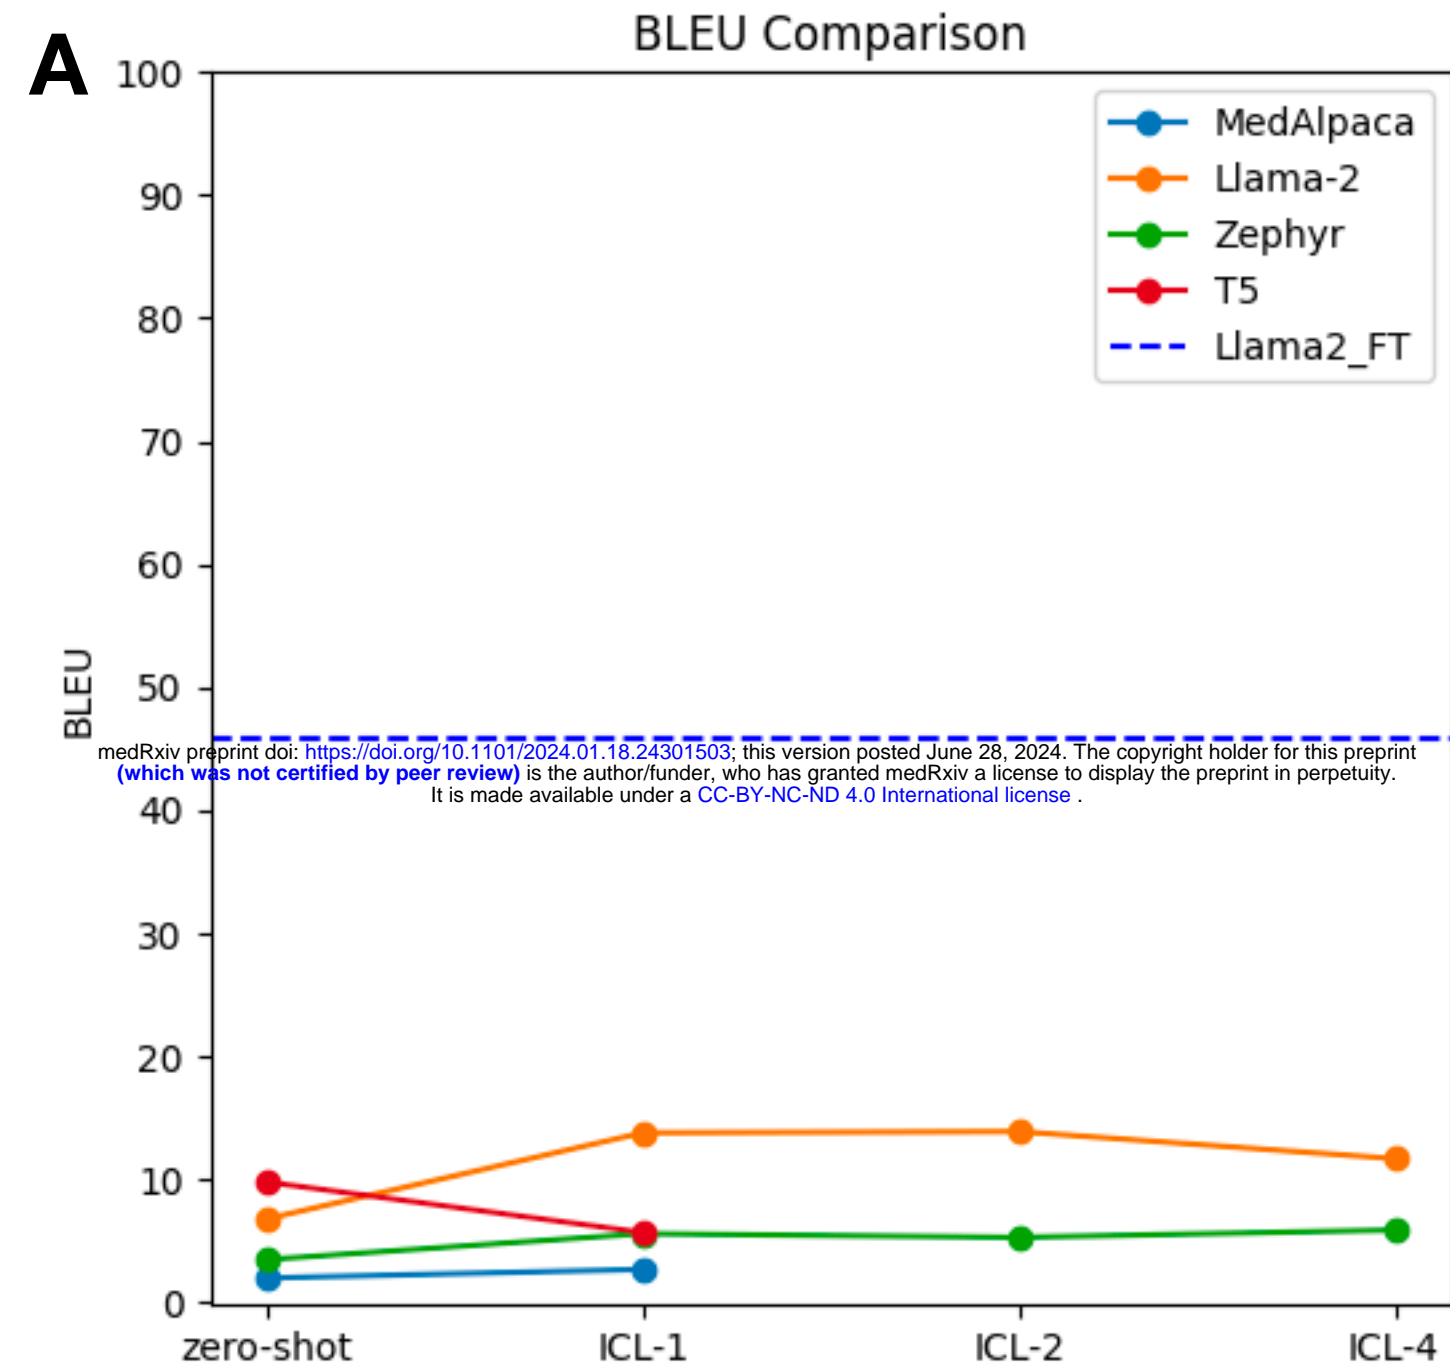 A
BLEU Comparison
100
90
80
70
60
50
40
30
20
10
0
BLEU
MedAlpaca
Llama-2
Zephyr
T5
Llama2_FT
medRxiv preprint doi: https://doi.org/10.1101/2024.01.18.24301503; this version posted June 28, 2024. The copyright holder for this preprint
(which was not certified by peer review) is the author/funder, who has granted medRxiv a license to display the preprint in perpetuity.
It is made available under a CC-BY-NC-ND 4.0 International license .
zero-shot
ICL-1
ICL-2
ICL-4